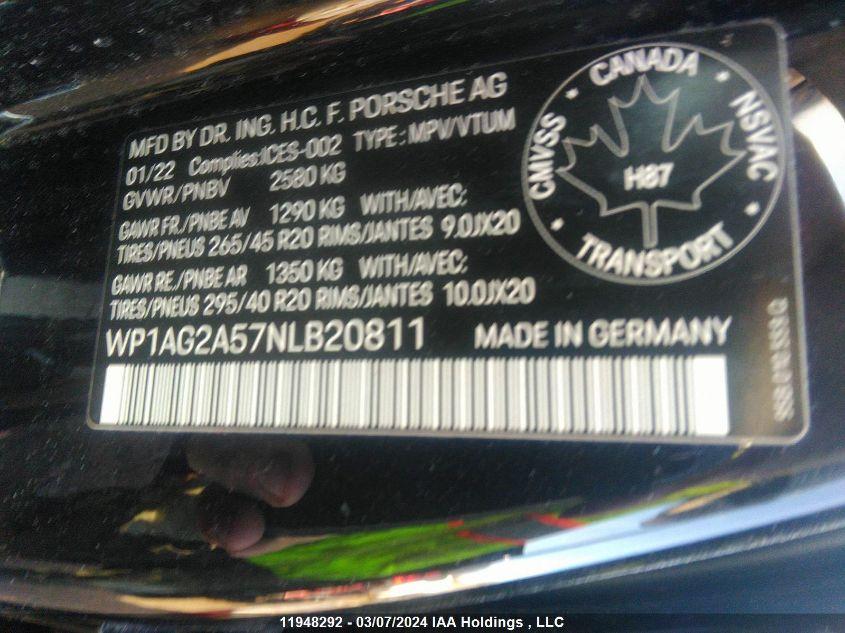 MFD BY DR. ING. H.C. F. PORSCHE AG
01/22 Complies:ICES-002 TYPE: MPV/VTUM
GVWR/PNBV 2580 KG
GAWR FR./PNBE AV 1290 KG WITH/AVEC:
TIRES/PNEUS 265/45 R20 RIMS/JANTES 9.0JX20
GAWR RE./PNBE AR 1350 KG WITH/AVEC:
TIRES/PNEUS 295/40 R20 RIMS/JANTES 10.0JX20
WP1AG2A57NLB20811 MADE IN GERMANY
CANADA
CMVSS
NSVAC
H87
TRANSPORT
11948292 - 03/07/2024 IAA Holdings , LLC